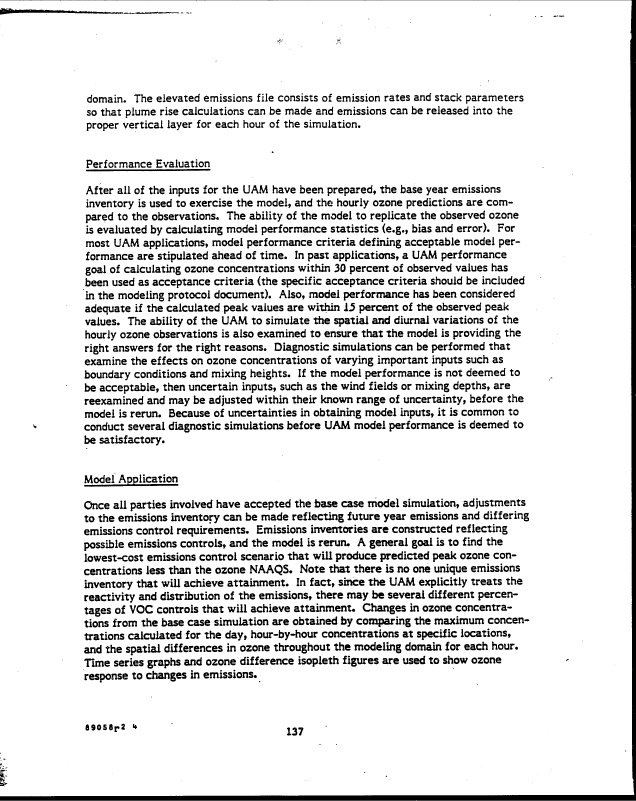 domain. The elevated emissions file consists of emission rates and stack parameters
so that plume rise calculations can be made and emissions can be released into the
proper vertical layer for each hour of the simulation.
Performance Evaluation
After all of the inputs for the UAM have been prepared, the base year emissions
inventory is used to exercise the model, and the hourly ozone predictions are com-
pared to the observations. The ability of the model to replicate the observed ozone
is evaluated by calculating model performance statistics (e.g., bias and error). For
most UAM applications, model performance criteria defining acceptable model per-
formance are stipulated ahead of time. In past applications, a UAM performance
goal of calculating ozone concentrations within 30 percent of observed values has
been used as acceptance criteria (the specific acceptance criteria should be included
in the modeling protocol document). Also, model performance has been considered
adequate if the calculated peak values are within 15 percent of the observed peak
values. The ability of the UAM to simulate the spatial and diurnal variations of the
hourly ozone observations is also examined to ensure that the model is providing the
right answers for the right reasons. Diagnostic simulations can be performed that
examine the effects on ozone concentrations of varying important inputs such as
boundary conditions and mixing heights. If the model performance is not deemed to
be acceptable, then uncertain inputs, such as the wind fields or mixing depths, are
reexamined and may be adjusted within their known range of uncertainty, before the
model is rerun. Because of uncertainties in obtaining model inputs, it is common to
conduct several diagnostic simulations before UAM model performance is deemed to
be satisfactory.
Model Application
Once all parties involved have accepted the base case model simulation, adjustments
to the emissions inventory can be made reflecting future year emissions and differing
emissions control requirements. Emissions inventories are constructed reflecting
possible emissions controls, and the model is rerun. A general goal is to find the
lowest-cost emissions control scenario that will produce predicted peak ozone con-
centrations less than the ozone NAAQS. Note that there is no one unique emissions
inventory that will achieve attainment. In fact, since the UAM explicitly treats the
reactivity and distribution of the emissions, there may be several different percen-
tages of VOC controls that will achieve attainment. Changes in ozone concentra-
tions from the base case simulation are obtained by comparing the maximum concen-
trations calculated for the day, hour-by-hour concentrations at specific locations,
and the spatial differences in ozone throughout the modeling domain for each hour.
Time series graphs and ozone difference isopleth figures are used to show ozone
response to changes in emissions.
89058r2 4
137